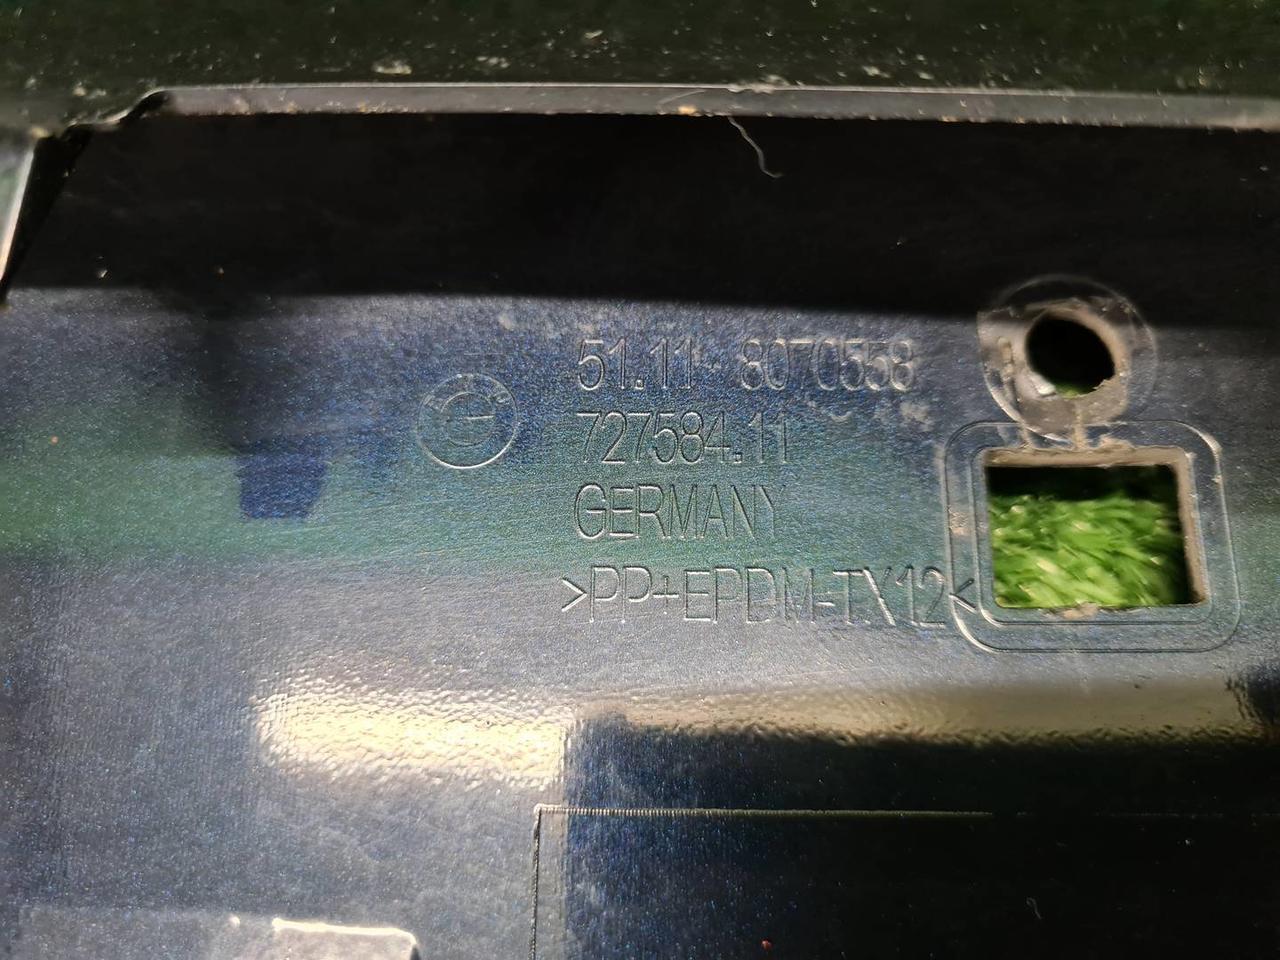 51.11- 8070558
727584.11
GERMANY
>PP+EPDM-TX12<